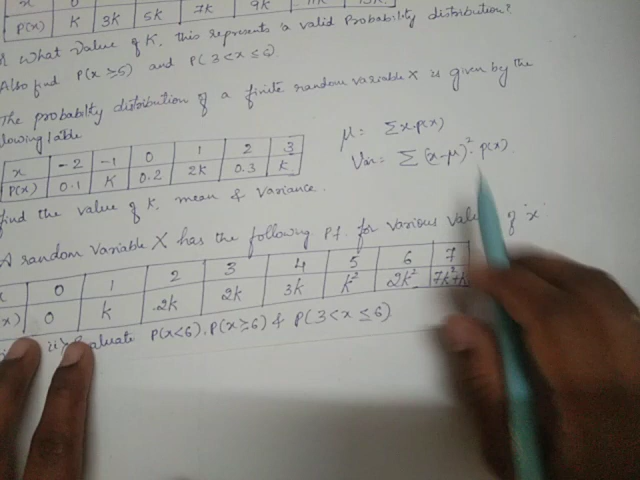 x 0
P(x) K 3K 5K 7K 9K
what value of K, this represents a valid Probability distribution?
Also find P(x ≥ 5) and P(3 < x ≤ 6).
The probability distribution of a finite random variable X is given by the
lowing table
x -2 -1 0 1 2 3
P(x) 0.1 K 0.2 2K 0.3 K
find the value of K, mean & variance.
μ = Σx·p(x)
Var = Σ(x-μ)²·p(x).
A random variable X has the following P.f. for various value of 'x'
0 1 2 3 4 5 6 7
x) 0 k 2k 2k 3k k² 2k² 7k²+k
ii) Evaluate P(x<6), P(x≥6) & P(3<x≤6)